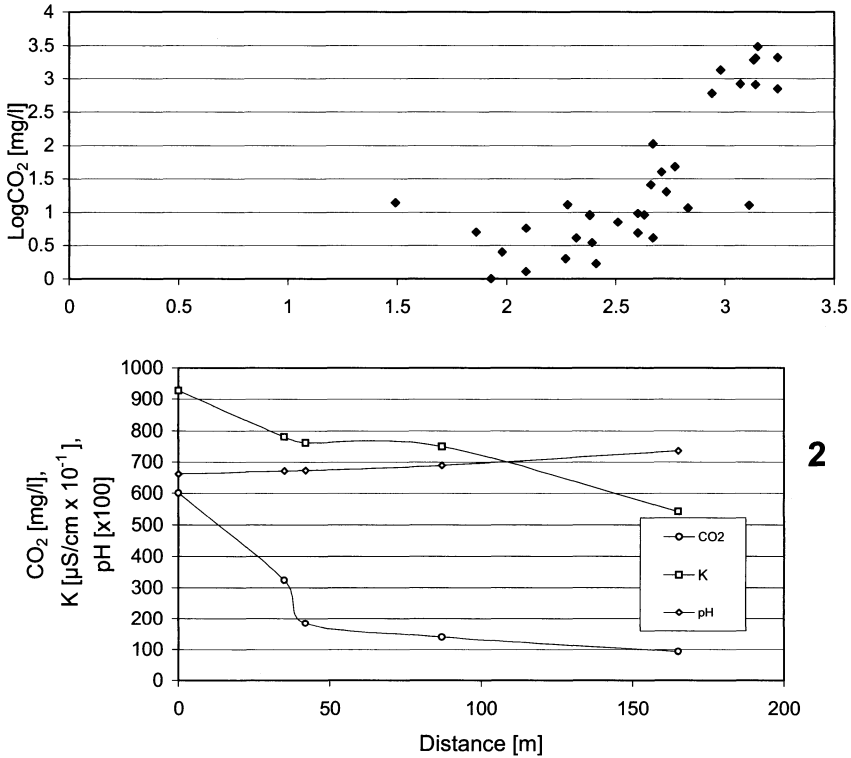 4
3.5
3
2.5
2
1.5
1
0.5
0
LogCO2 [mg/l]
0 0.5 1 1.5 2 2.5 3 3.5
1000
900
800
700
600
500
400
300
200
100
0
CO2 [mg/l],
K [µS/cm x 10-1],
pH [x100]
CO2
K
pH
0 50 100 150 200
Distance [m]
2